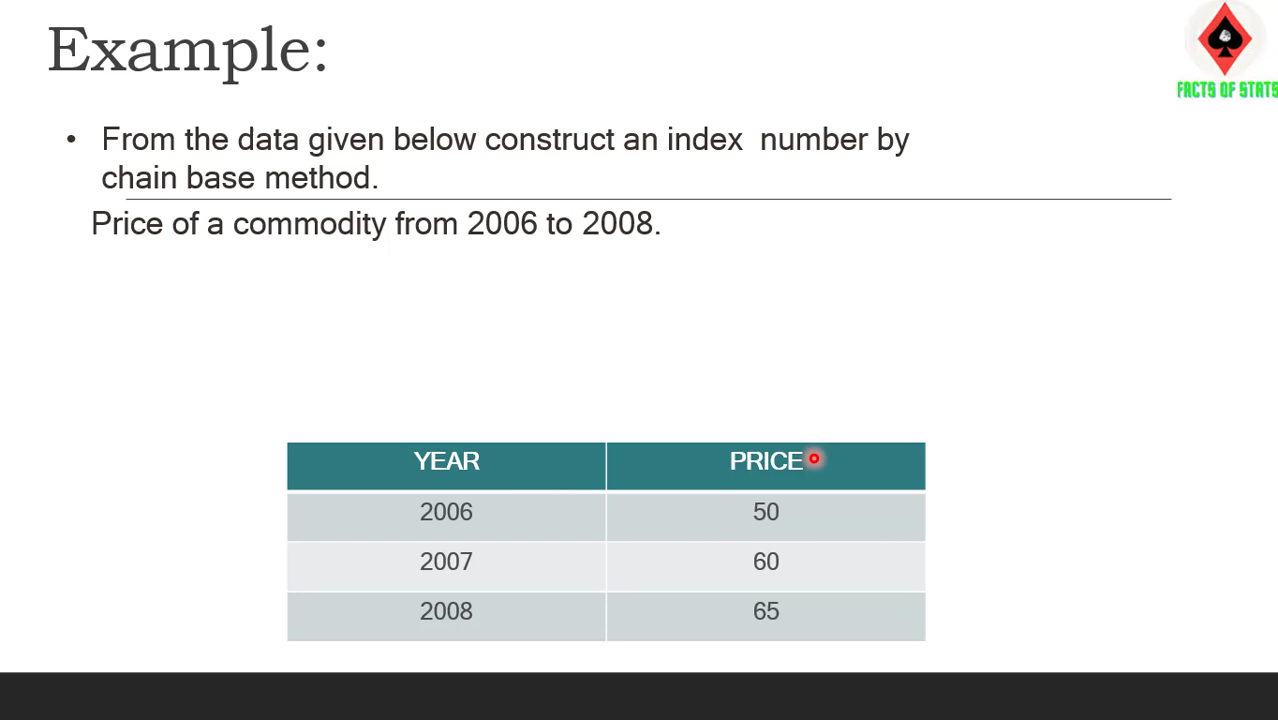 Example:
FACTS OF STATS
• From the data given below construct an index number by
chain base method.
Price of a commodity from 2006 to 2008.
YEAR PRICE
2006 50
2007 60
2008 65